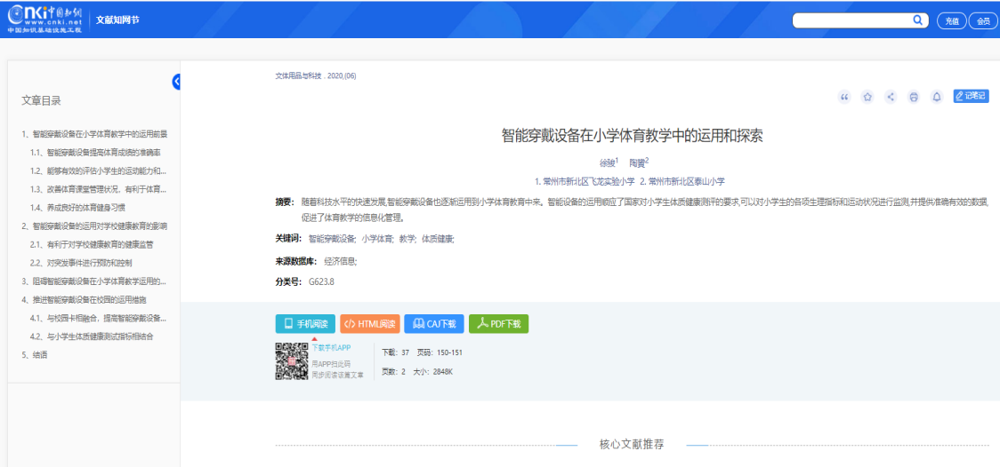 Cnki 中国知网
www.cnki.net
中国知识基础设施工程
文献知网节
充值
会员
文章目录
1、智能穿戴设备在小学体育教学中的运用前景
1.1、智能穿戴设备提高体育成绩的准确率
1.2、能够有效的评估小学生的运动能力和...
1.3、改善体育课堂管理状况，有利于体育...
1.4、养成良好的体育健身习惯
2、智能穿戴设备的运用对学校健康教育的影响
2.1、有利于对学校健康教育的健康监管
2.2、对突发事件进行预防和控制
3、阻碍智能穿戴设备在小学体育教学运用的...
4、推进智能穿戴设备在校园的运用措施
4.1、与校园卡相融合，提高智能穿戴设备...
4.2、与小学生体质健康测试指标相结合
5、结语
文体用品与科技 . 2020,(06)
记笔记
智能穿戴设备在小学体育教学中的运用和探索
徐骏1 陶赟2
1. 常州市新北区飞龙实验小学 2. 常州市新北区泰山小学
摘要： 随着科技水平的快速发展,智能穿戴设备也逐渐运用到小学体育教育中来。智能设备的运用顺应了国家对小学生体质健康测评的要求,可以对小学生的各项生理指标和运动状况进行监测,并提供准确有效的数据,
促进了体育教学的信息化管理。
关键词： 智能穿戴设备; 小学体育; 教学; 体质健康;
来源数据库： 经济信息;
分类号： G623.8
手机阅读
HTML阅读
CAJ下载
PDF下载
下载手机APP
用APP扫此码
同步阅读该篇文章
下载：37 页码：150-151
页数：2 大小：2848K
核心文献推荐